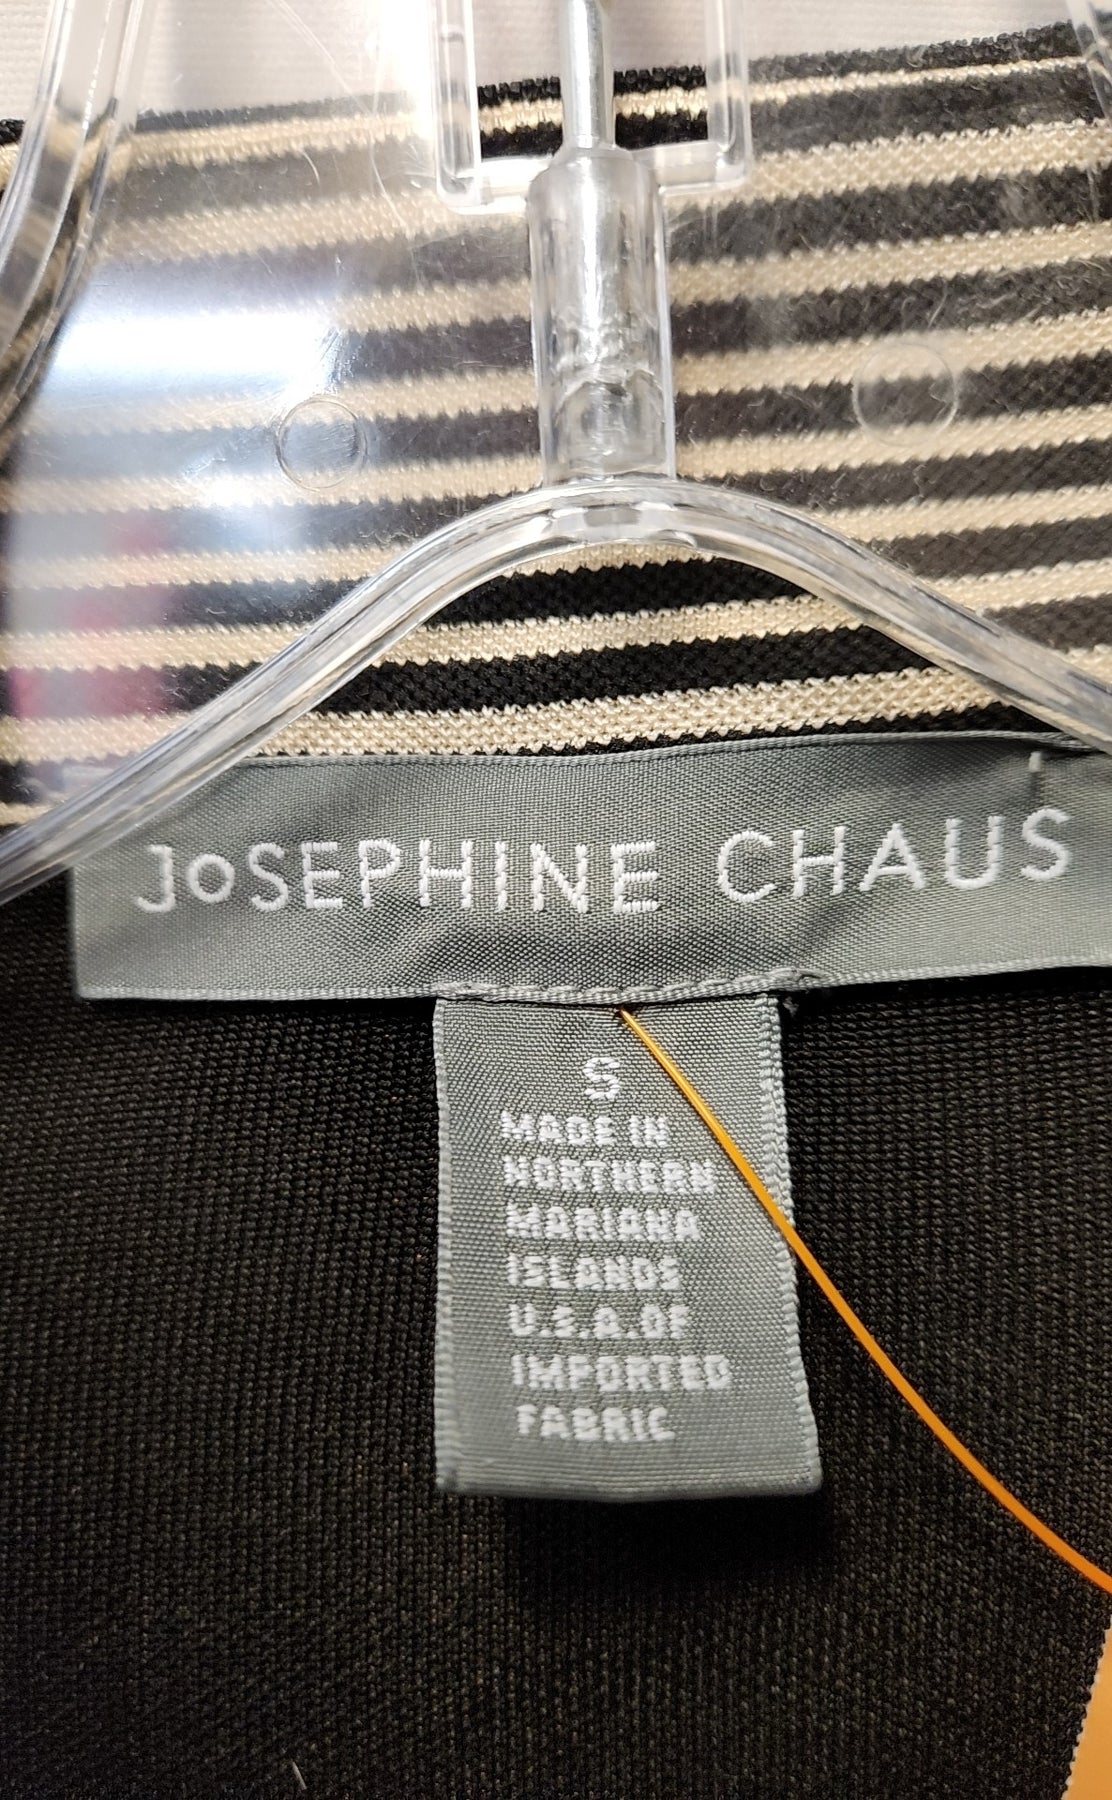 JoSEPHINE CHAUS
S
MADE IN
NORTHERN
MARIANA
ISLANDS
U.S.A.OF
IMPORTED
FABRIC